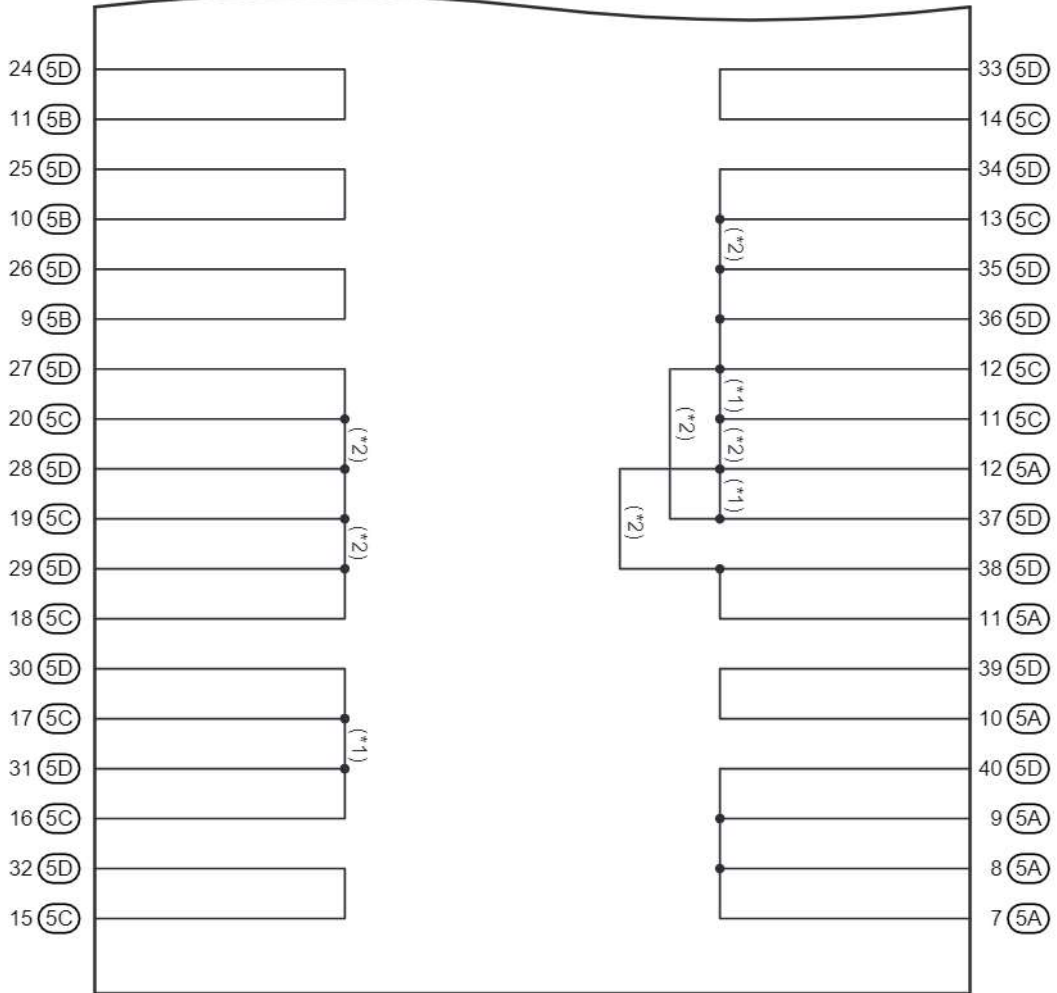 24 5D
11 5B
25 5D
10 5B
26 5D
9 5B
27 5D
20 5C
(*2)
28 5D
19 5C
(*2)
29 5D
18 5C
30 5D
17 5C
(*1)
31 5D
16 5C
32 5D
15 5C
33 5D
14 5C
34 5D
13 5C
(*2)
35 5D
36 5D
12 5C
(*1)
(*2)
11 5C
(*2)
12 5A
(*1)
37 5D
(*2)
38 5D
11 5A
39 5D
10 5A
40 5D
9 5A
8 5A
7 5A